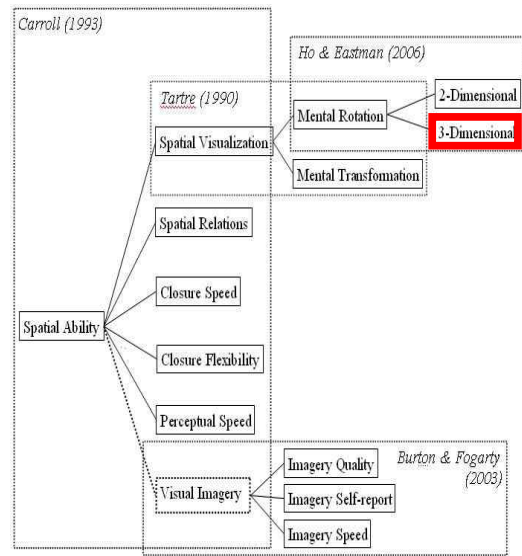 Carroll (1993)
Ho & Eastman (2006)
Tartre (1990)
2-Dimensional
Mental Rotation
3-Dimensional
Spatial Visualization
Mental Transformation
Spatial Relations
Closure Speed
Spatial Ability
Closure Flexibility
Perceptual Speed
Burton & Fogarty
(2003)
Imagery Quality
Visual Imagery
Imagery Self-report
Imagery Speed